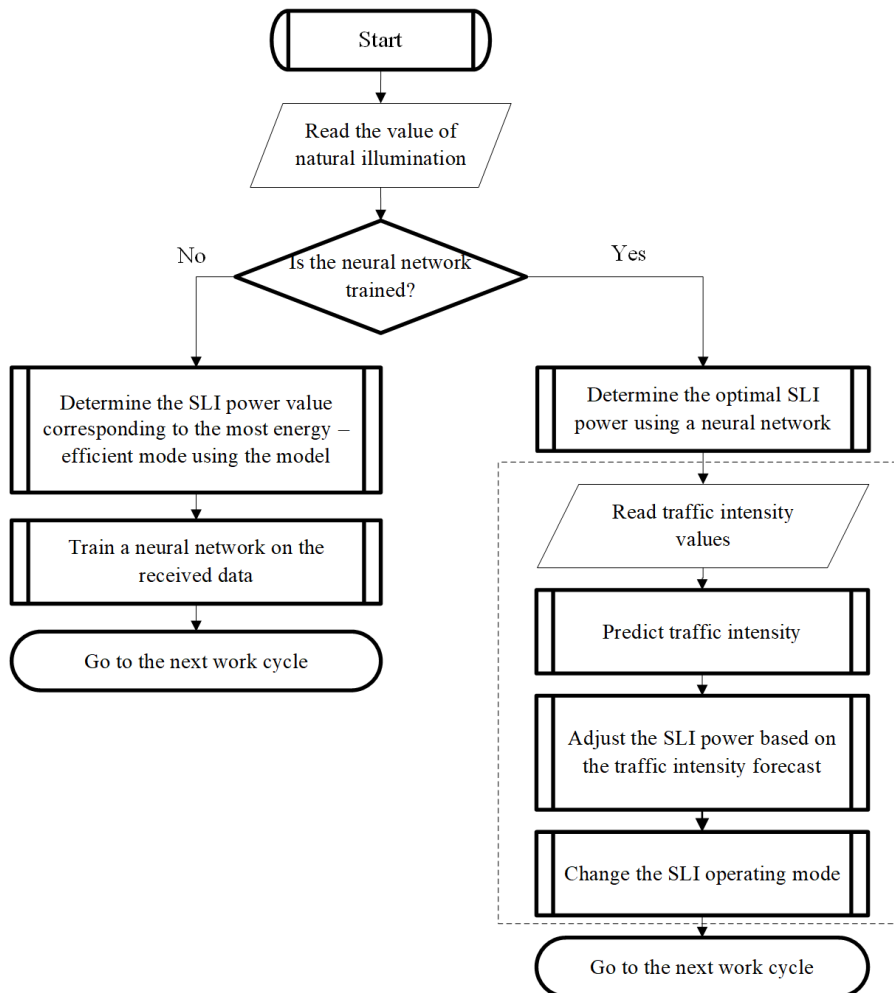 Start
Read the value of
natural illumination
Is the neural network
trained?
No
Yes
Determine the SLI power value
corresponding to the most energy –
efficient mode using the model
Train a neural network on the
received data
Go to the next work cycle
Determine the optimal SLI
power using a neural network
Read traffic intensity
values
Predict traffic intensity
Adjust the SLI power based on
the traffic intensity forecast
Change the SLI operating mode
Go to the next work cycle